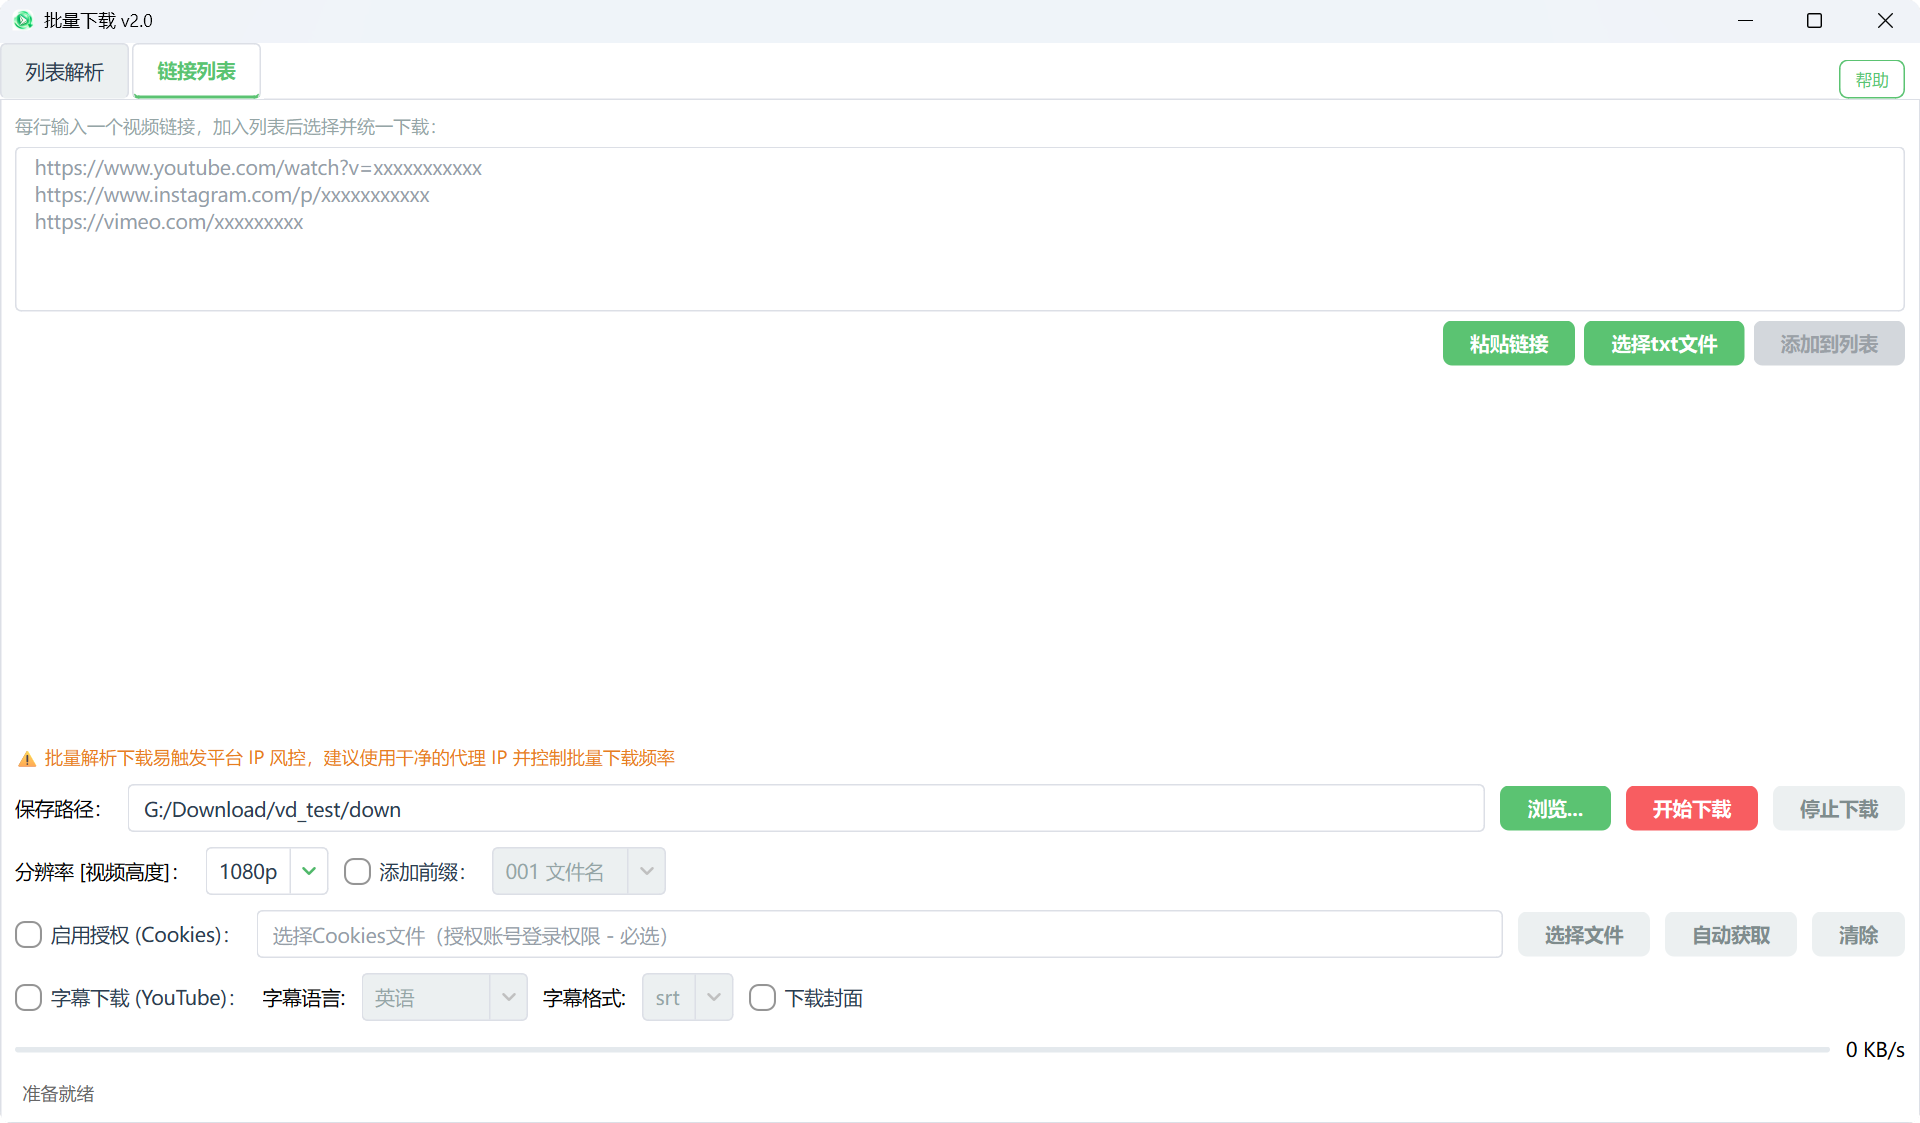 批量下载 v2.0
列表解析
链接列表
帮助
每行输入一个视频链接，加入列表后选择并统一下载：
https://www.youtube.com/watch?v=xxxxxxxxxxx
https://www.instagram.com/p/xxxxxxxxxxx
https://vimeo.com/xxxxxxxxx
粘贴链接
选择txt文件
添加到列表
批量解析下载易触发平台 IP 风控，建议使用干净的代理 IP 并控制批量下载频率
保存路径：
G:/Download/vd_test/down
浏览...
开始下载
停止下载
分辨率 [视频高度]：
1080p
添加前缀：
001 文件名
启用授权 (Cookies)：
选择Cookies文件（授权账号登录权限 - 必选）
选择文件
自动获取
清除
字幕下载 (YouTube)：
字幕语言:
英语
字幕格式:
srt
下载封面
0 KB/s
准备就绪